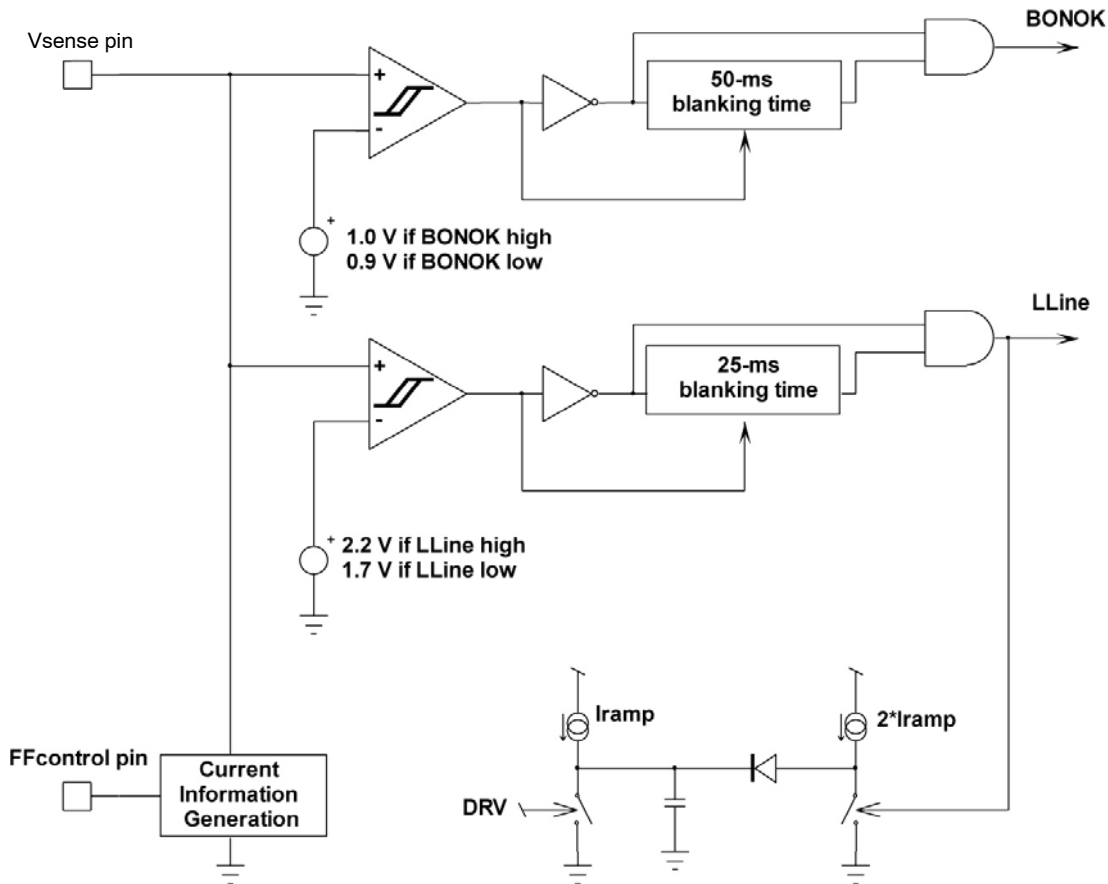 BONOK
Vsense pin
+
50-ms
blanking time
-
+
1.0 V if BONOK high
0.9 V if BONOK low
LLine
+
25-ms
blanking time
-
+
2.2 V if LLine high
1.7 V if LLine low
Iramp
2*Iramp
FFcontrol pin
Current
Information
Generation
DRV